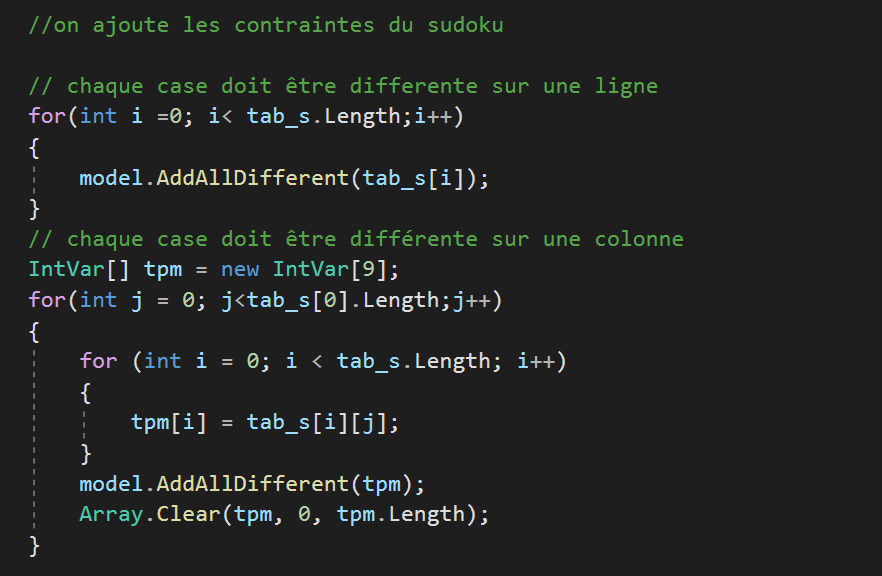 //on ajoute les contraintes du sudoku
// chaque case doit être differente sur une ligne
for(int i =0; i< tab_s.Length;i++)
{
model.AddAllDifferent(tab_s[i]);
}
// chaque case doit être différente sur une colonne
IntVar[] tpm = new IntVar[9];
for(int j = 0; j<tab_s[0].Length;j++)
{
for (int i = 0; i < tab_s.Length; i++)
{
tpm[i] = tab_s[i][j];
}
model.AddAllDifferent(tpm);
Array.Clear(tpm, 0, tpm.Length);
}